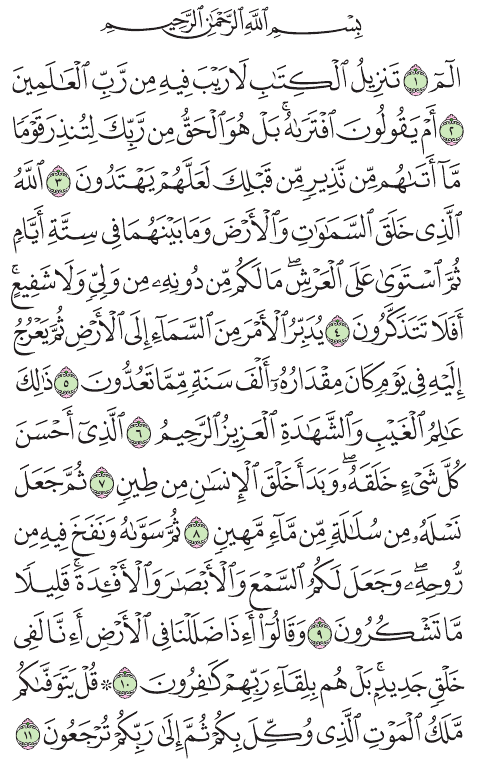 بِسْمِ ٱللَّهِ ٱلرَّحْمَٰنِ ٱلرَّحِيمِ
الٓمٓ ١ تَنزِيلُ ٱلْكِتَٰبِ لَا رَيْبَ فِيهِ مِن رَّبِّ ٱلْعَٰلَمِينَ
٢ أَمْ يَقُولُونَ ٱفْتَرَىٰهُ ۚ بَلْ هُوَ ٱلْحَقُّ مِن رَّبِّكَ لِتُنذِرَ قَوْمًا
مَّآ أَتَىٰهُم مِّن نَّذِيرٍ مِّن قَبْلِكَ لَعَلَّهُمْ يَهْتَدُونَ ٣ ٱللَّهُ
ٱلَّذِى خَلَقَ ٱلسَّمَٰوَٰتِ وَٱلْأَرْضَ وَمَا بَيْنَهُمَا فِى سِتَّةِ أَيَّامٍ
ثُمَّ ٱسْتَوَىٰ عَلَى ٱلْعَرْشِ ۖ مَا لَكُم مِّن دُونِهِۦ مِن وَلِىٍّ وَلَا شَفِيعٍ ۚ
أَفَلَا تَتَذَكَّرُونَ ٤ يُدَبِّرُ ٱلْأَمْرَ مِنَ ٱلسَّمَآءِ إِلَى ٱلْأَرْضِ ثُمَّ يَعْرُجُ
إِلَيْهِ فِى يَوْمٍ كَانَ مِقْدَارُهُۥٓ أَلْفَ سَنَةٍ مِّمَّا تَعُدُّونَ ٥ ذَٰلِكَ
عَٰلِمُ ٱلْغَيْبِ وَٱلشَّهَٰدَةِ ٱلْعَزِيزُ ٱلرَّحِيمُ ٦ ٱلَّذِىٓ أَحْسَنَ
كُلَّ شَىْءٍ خَلَقَهُۥ ۖ وَبَدَأَ خَلْقَ ٱلْإِنسَٰنِ مِن طِينٍ ٧ ثُمَّ جَعَلَ
نَسْلَهُۥ مِن سُلَٰلَةٍ مِّن مَّآءٍ مَّهِينٍ ٨ ثُمَّ سَوَّىٰهُ وَنَفَخَ فِيهِ مِن
رُّوحِهِۦ ۖ وَجَعَلَ لَكُمُ ٱلسَّمْعَ وَٱلْأَبْصَٰرَ وَٱلْأَفْـِٔدَةَ ۚ قَلِيلًا
مَّا تَشْكُرُونَ ٩ وَقَالُوٓا۟ أَءِذَا ضَلَلْنَا فِى ٱلْأَرْضِ أَءِنَّا لَفِى
خَلْقٍ جَدِيدٍۭ ۚ بَلْ هُم بِلِقَآءِ رَبِّهِمْ كَٰفِرُونَ ١٠ ۞ قُلْ يَتَوَفَّىٰكُم
مَّلَكُ ٱلْمَوْتِ ٱلَّذِى وُكِّلَ بِكُمْ ثُمَّ إِلَىٰ رَبِّكُمْ تُرْجَعُونَ ١١